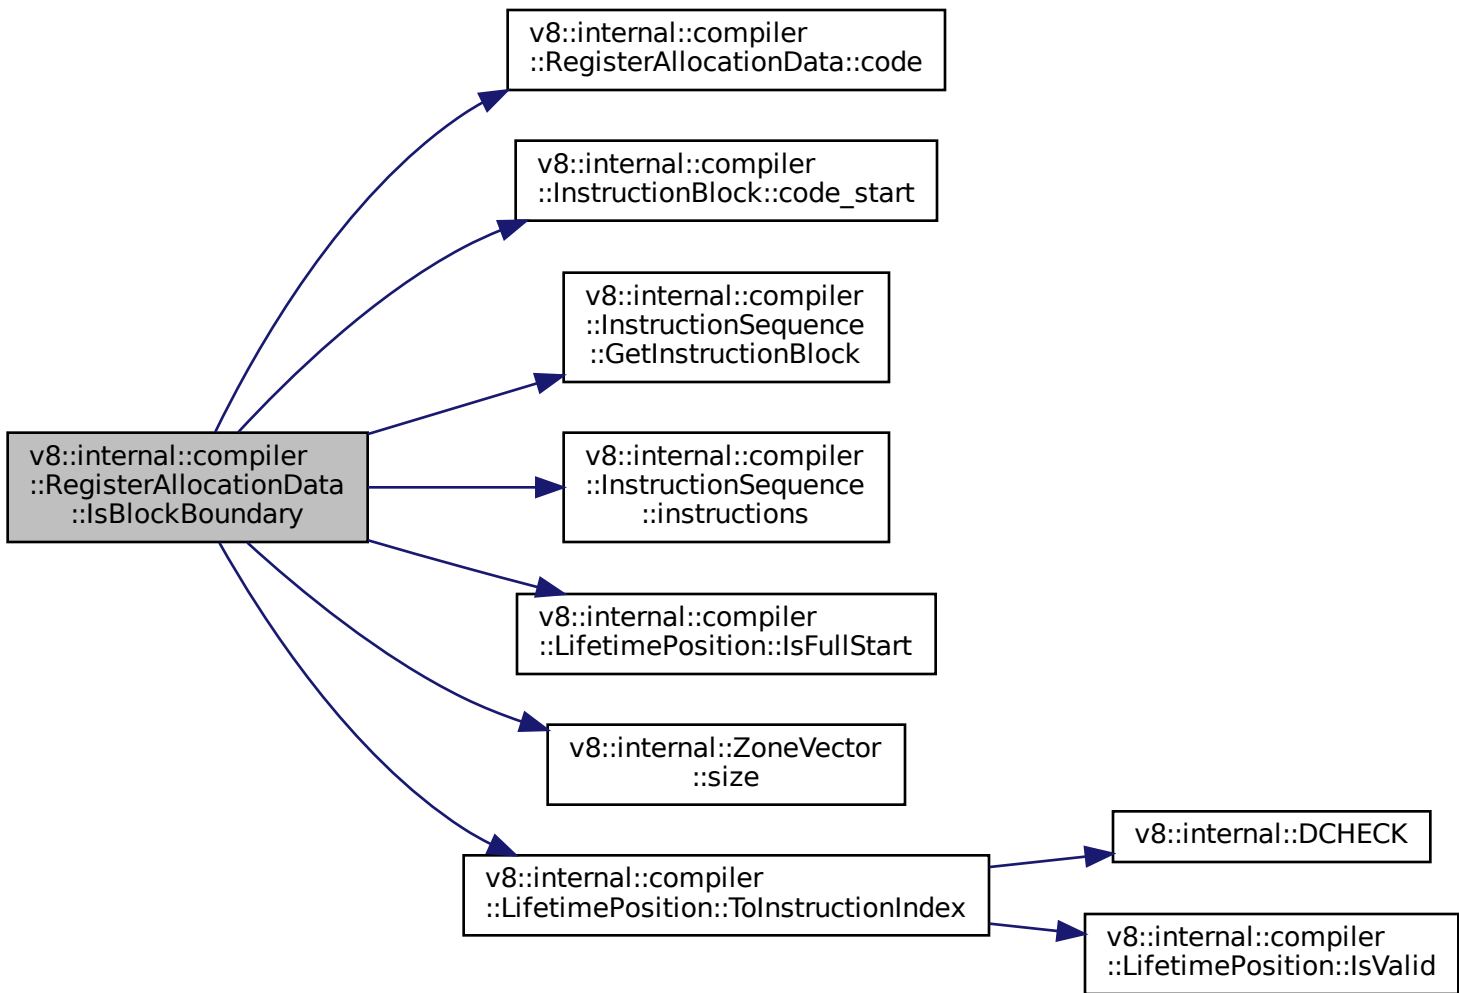 v8::internal::compiler
::RegisterAllocationData::code
v8::internal::compiler
::InstructionBlock::code_start
v8::internal::compiler
::InstructionSequence
::GetInstructionBlock
v8::internal::compiler
::RegisterAllocationData
::IsBlockBoundary
v8::internal::compiler
::InstructionSequence
::instructions
v8::internal::compiler
::LifetimePosition::IsFullStart
v8::internal::ZoneVector
::size
v8::internal::compiler
::LifetimePosition::ToInstructionIndex
v8::internal::DCHECK
v8::internal::compiler
::LifetimePosition::IsValid